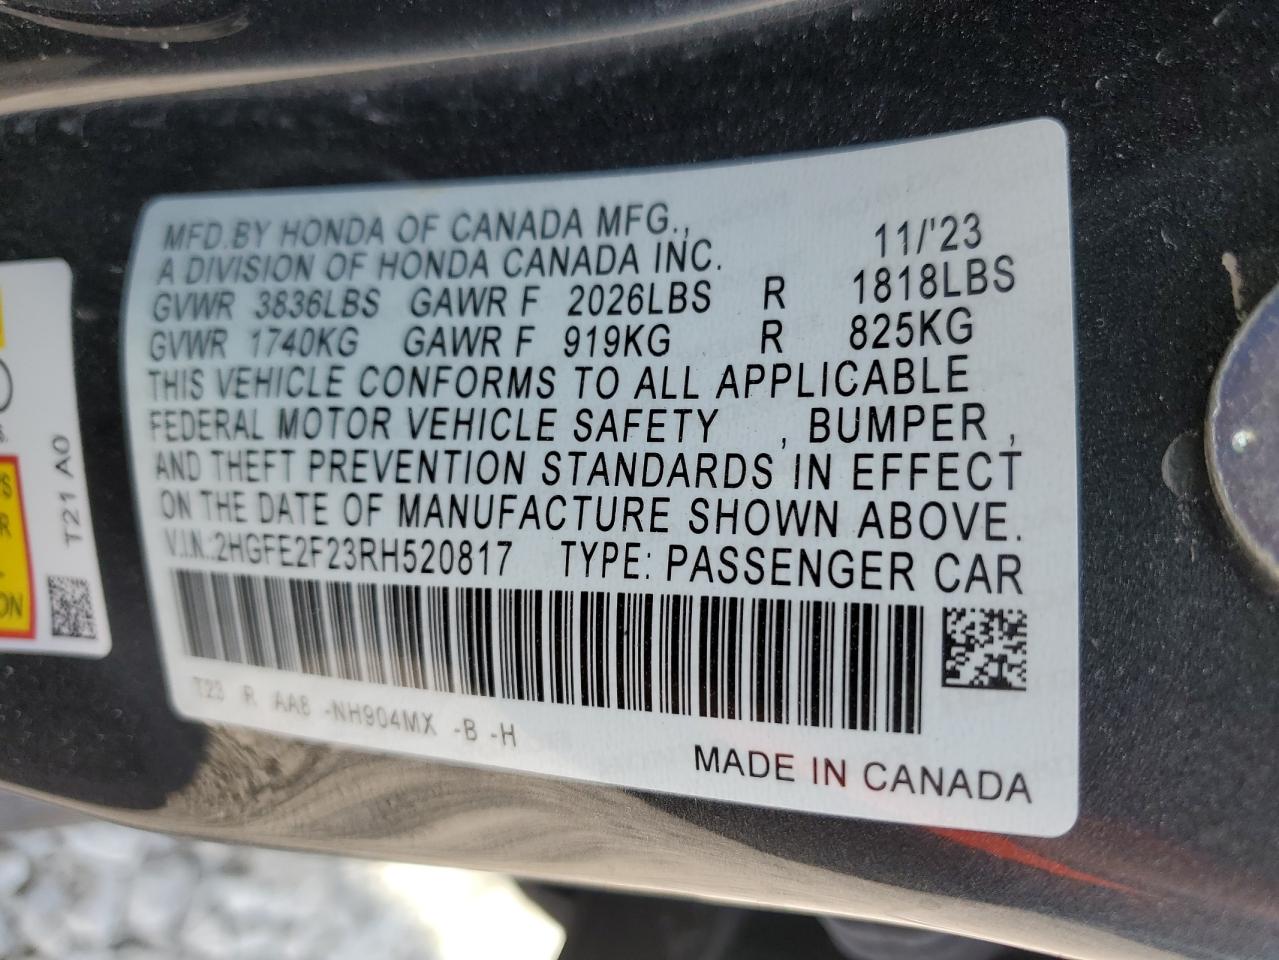 MFD.BY HONDA OF CANADA MFG., 11/'23
A DIVISION OF HONDA CANADA INC.
GVWR 3836LBS GAWR F 2026LBS R 1818LBS
GVWR 1740KG GAWR F 919KG R 825KG
THIS VEHICLE CONFORMS TO ALL APPLICABLE
FEDERAL MOTOR VEHICLE SAFETY , BUMPER ,
AND THEFT PREVENTION STANDARDS IN EFFECT
ON THE DATE OF MANUFACTURE SHOWN ABOVE.
V.I.N.:2HGFE2F23RH520817 TYPE: PASSENGER CAR
T23 R AA8 -NH904MX -B -H
MADE IN CANADA
T21 A0